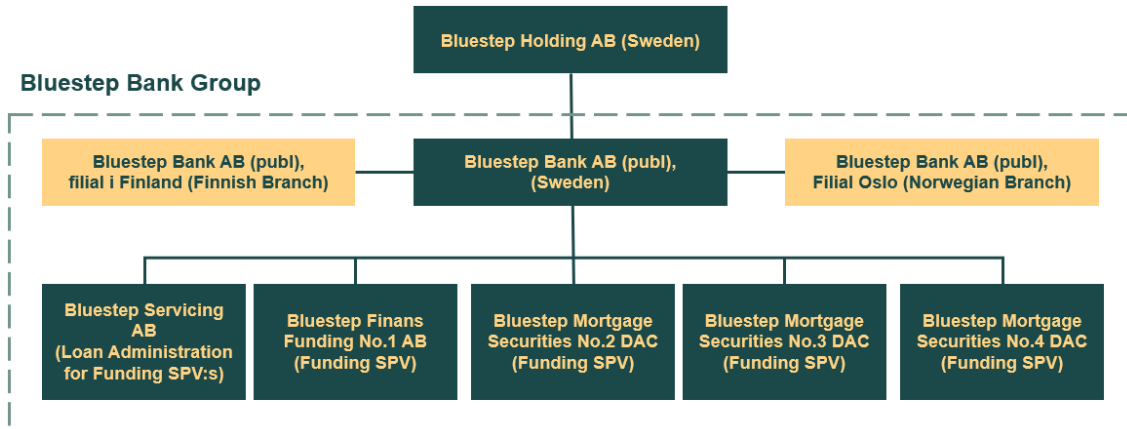 Bluestep Holding AB (Sweden)
Bluestep Bank Group
Bluestep Bank AB (publ),
filial i Finland (Finnish Branch)
Bluestep Bank AB (publ),
(Sweden)
Bluestep Bank AB (publ),
Filial Oslo (Norwegian Branch)
Bluestep Servicing
AB
(Loan Administration
for Funding SPV:s)
Bluestep Finans
Funding No.1 AB
(Funding SPV)
Bluestep Mortgage
Securities No.2 DAC
(Funding SPV)
Bluestep Mortgage
Securities No.3 DAC
(Funding SPV)
Bluestep Mortgage
Securities No.4 DAC
(Funding SPV)